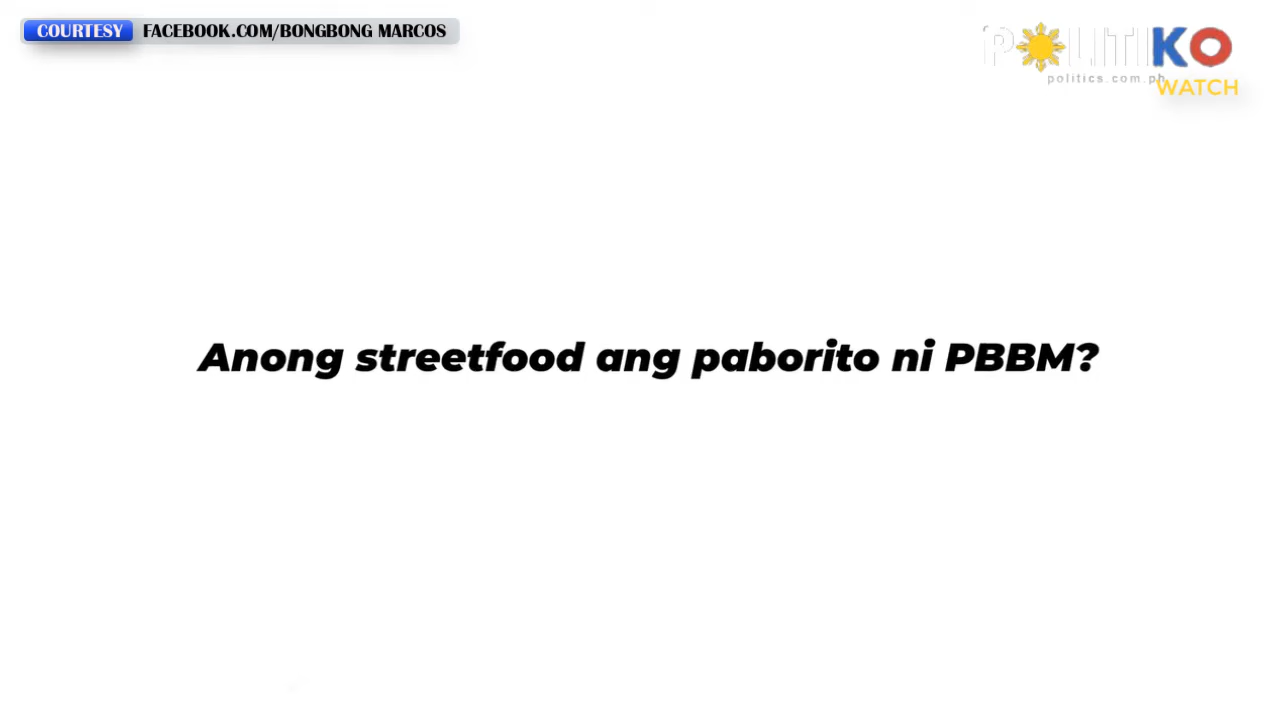 COURTESY FACEBOOK.COM/BONGBONG MARCOS
POLITIKO
politics.com.ph
WATCH
Anong streetfood ang paborito ni PBBM?